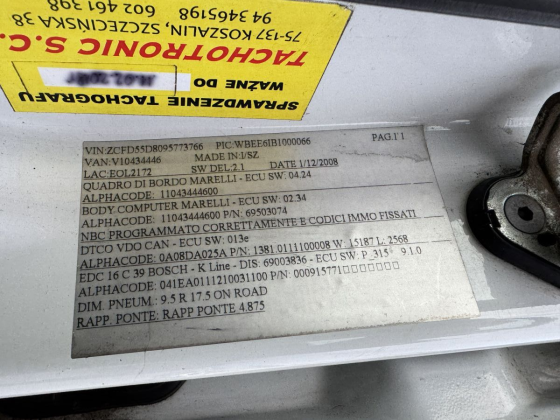 SPRAWDZENIE TACHOGRAFU
WAŻNE DO
TACHOTRONIC S.C.
75-137 KOSZALIN, SZCZECIŃSKA 38
94 3465198
602 461 398
VIN:ZCFD55D8095773766 PIC:WBEE6IB1000066 PAG.1'1
VAN:V10434446 MADE IN:I/SZ
LAC:EOL2172 SW DEL:2.1 DATE 1/12/2008
QUADRO DI BORDO MARELLI - ECU SW: 04.24
ALPHACODE: 11043444600
BODY COMPUTER MARELLI - ECU SW: 02.34
ALPHACODE: 11043444600 P/N: 69503074
NBC PROGRAMMATO CORRETTAMENTE E CODICI IMMO FISSATI
DTCO VDO CAN - ECU SW: 013e
ALPHACODE: 0A08DA025A P/N: 1381.0111100008 W: 15187 L: 256B
EDC 16 C 39 BOSCH - K Line - DIS: 69003836 - ECU SW: P_315* 9.1.0
ALPHACODE: 041EA0111210031100 P/N: 000915771
DIM. PNEUM.: 9.5 R 17.5 ON ROAD
RAPP. PONTE: RAPP PONTE 4.875